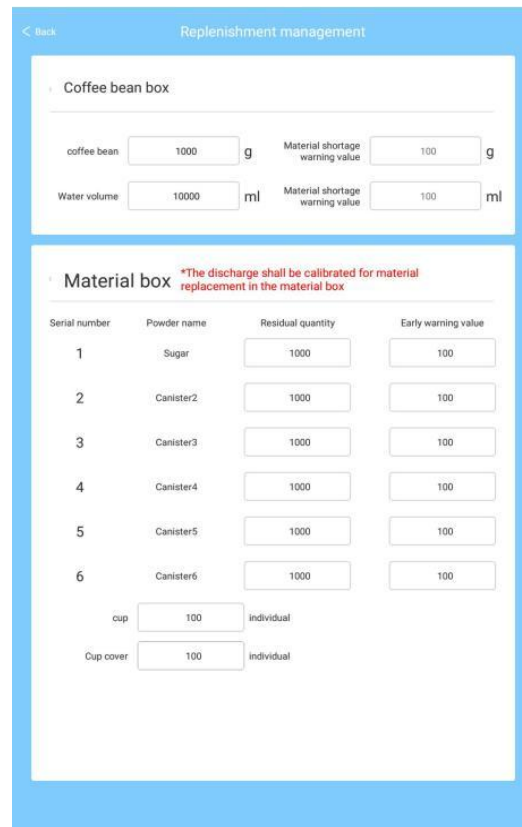 < Back
Replenishment management
Coffee bean box
coffee bean 1000 g Material shortage warning value 100 g
Water volume 10000 ml Material shortage warning value 100 ml
Material box *The discharge shall be calibrated for material replacement in the material box
Serial number Powder name Residual quantity Early warning value
1 Sugar 1000 100
2 Canister2 1000 100
3 Canister3 1000 100
4 Canister4 1000 100
5 Canister5 1000 100
6 Canister6 1000 100
cup 100 individual
Cup cover 100 individual